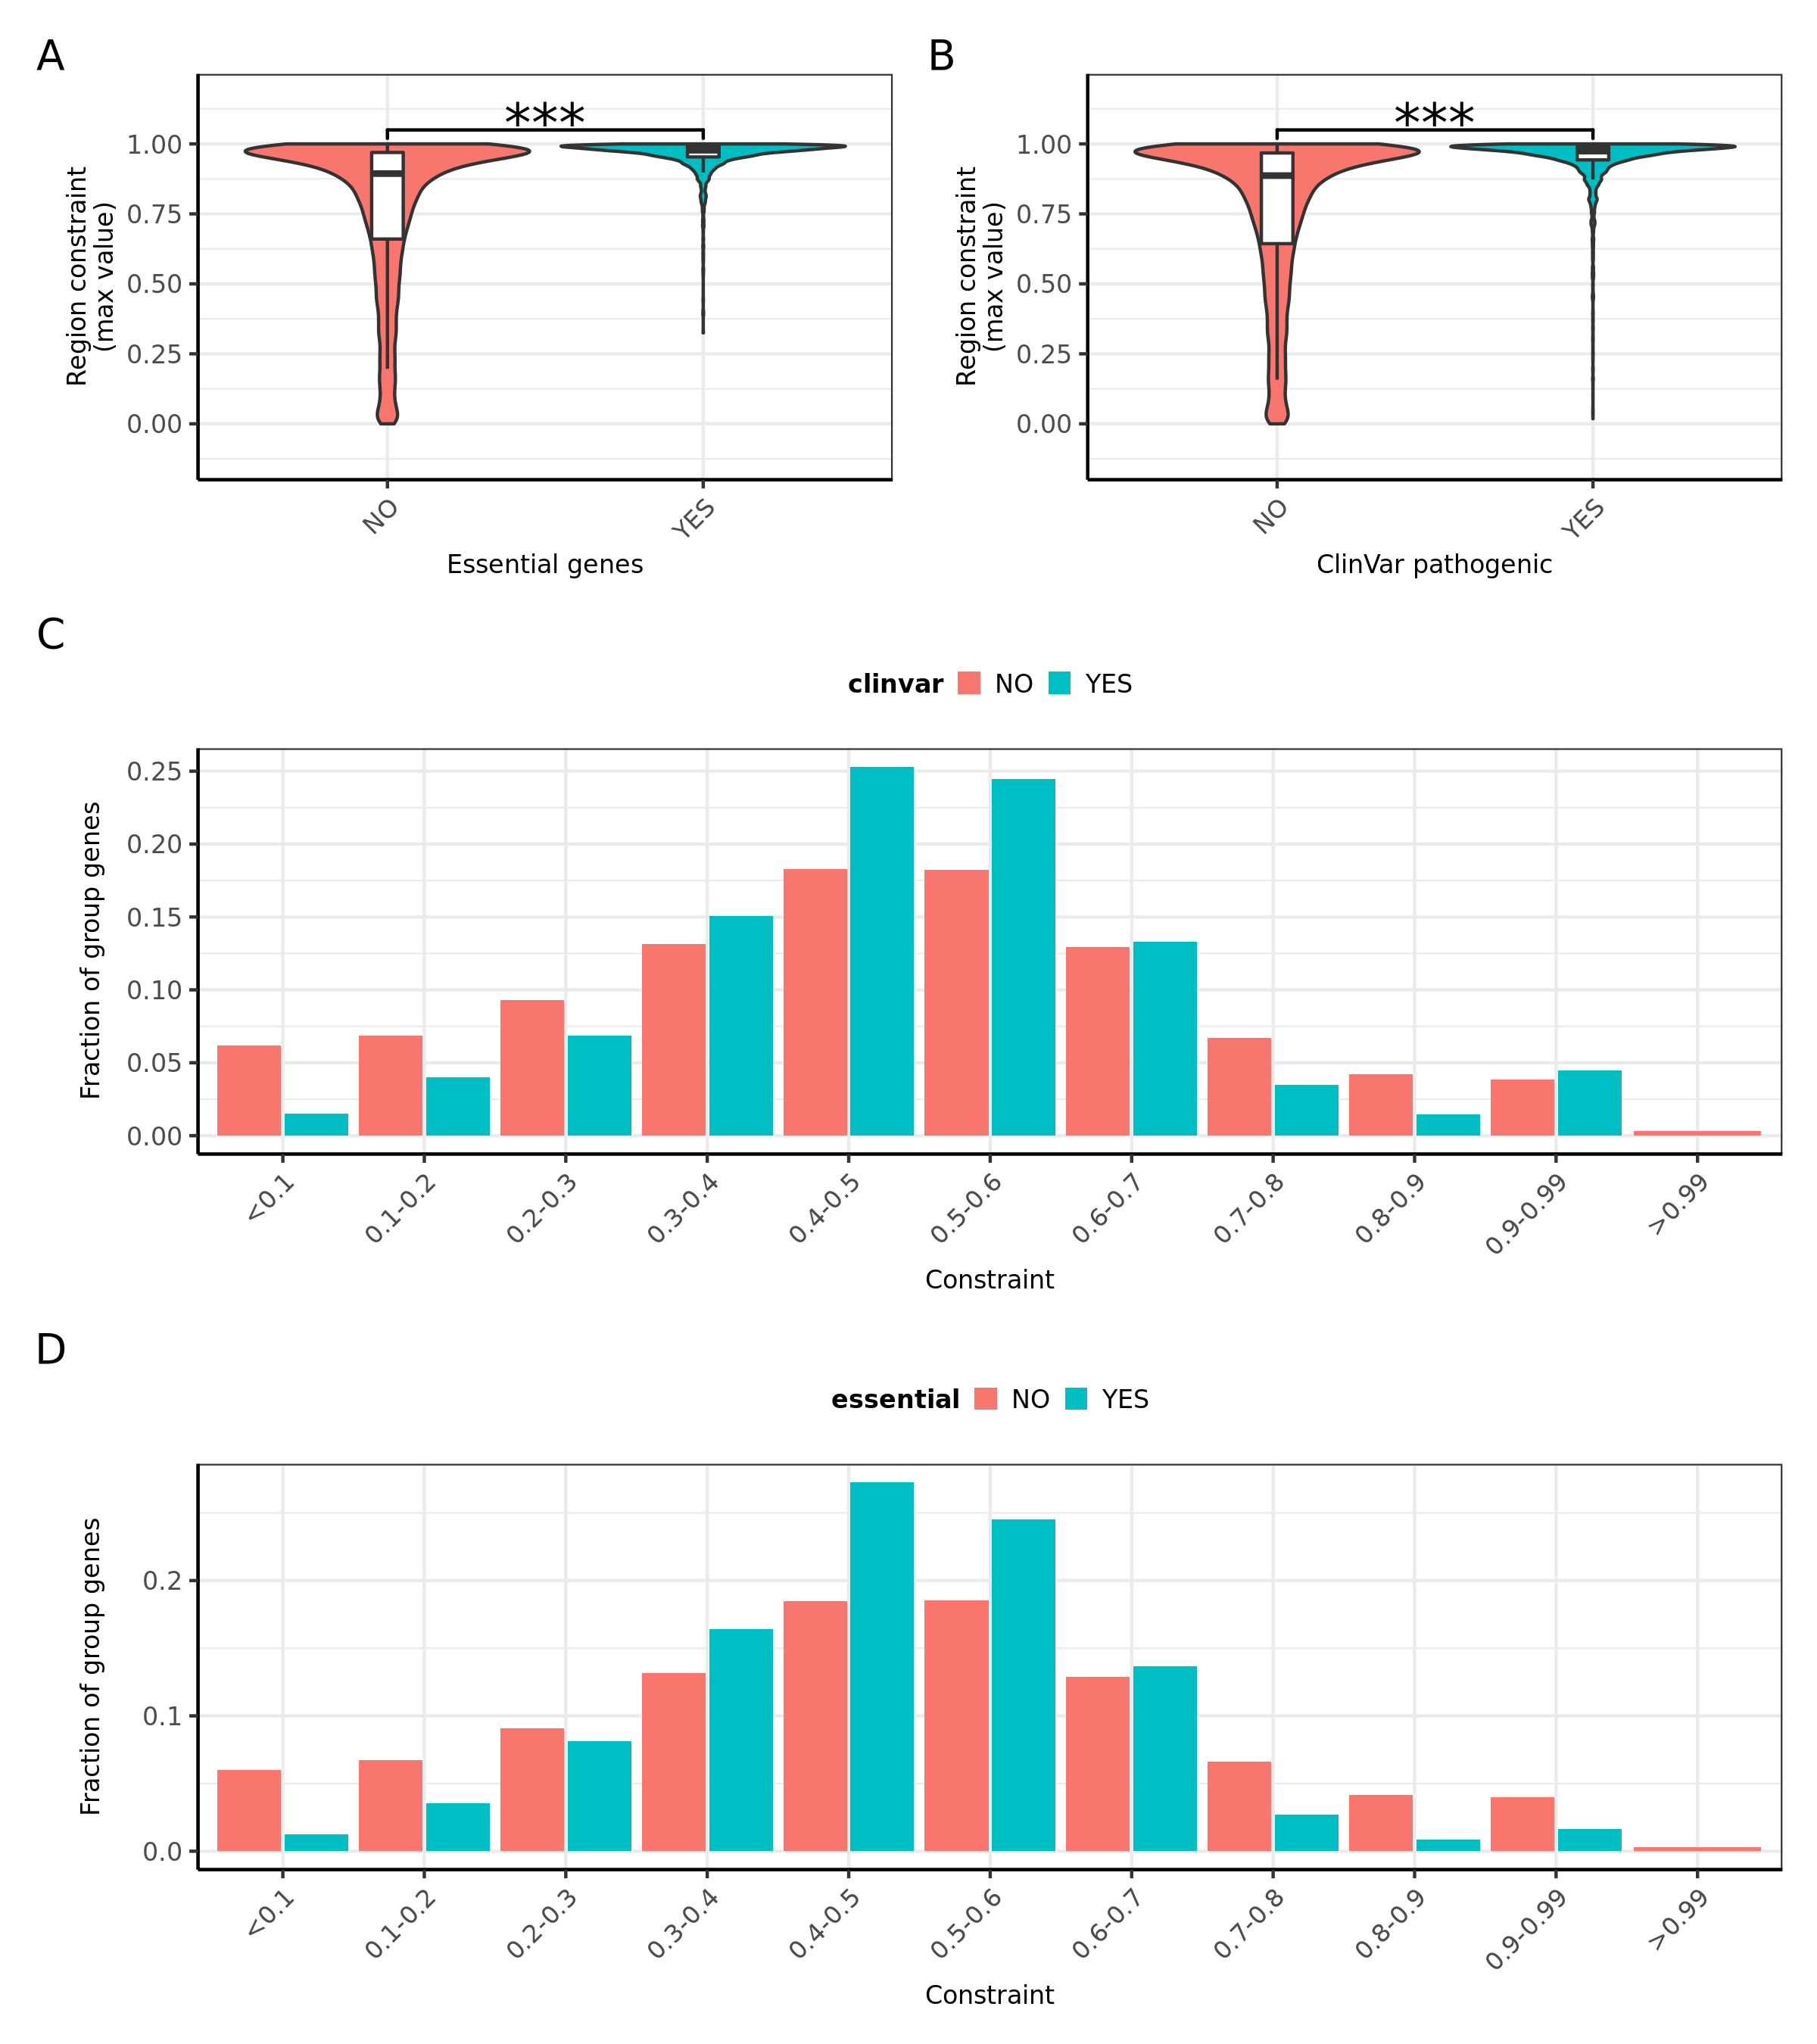 A
B
***
***
1.00
0.75
0.50
0.25
0.00
Region constraint
(max value)
NO
YES
Essential genes
1.00
0.75
0.50
0.25
0.00
Region constraint
(max value)
NO
YES
ClinVar pathogenic
C
clinvar NO YES
0.25
0.20
0.15
0.10
0.05
0.00
Fraction of group genes
<0.1
0.1-0.2
0.2-0.3
0.3-0.4
0.4-0.5
0.5-0.6
0.6-0.7
0.7-0.8
0.8-0.9
0.9-0.99
>0.99
Constraint
D
essential NO YES
0.2
0.1
0.0
Fraction of group genes
<0.1
0.1-0.2
0.2-0.3
0.3-0.4
0.4-0.5
0.5-0.6
0.6-0.7
0.7-0.8
0.8-0.9
0.9-0.99
>0.99
Constraint